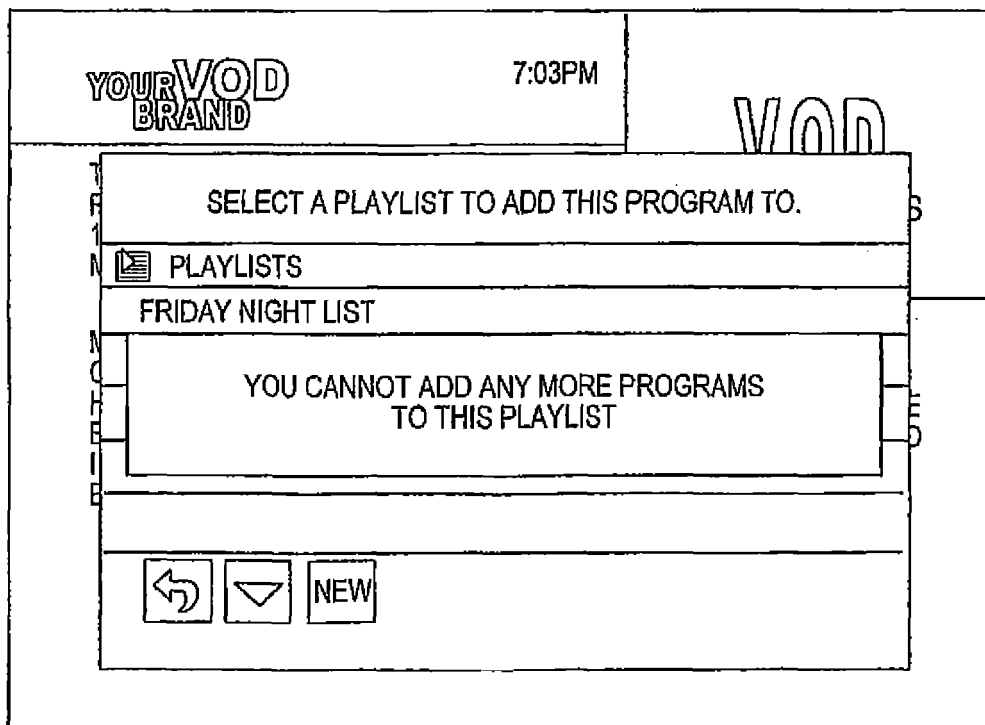 YOUR VOD
BRAND
7:03PM
VOD
SELECT A PLAYLIST TO ADD THIS PROGRAM TO.
PLAYLISTS
FRIDAY NIGHT LIST
YOU CANNOT ADD ANY MORE PROGRAMS
TO THIS PLAYLIST
NEW